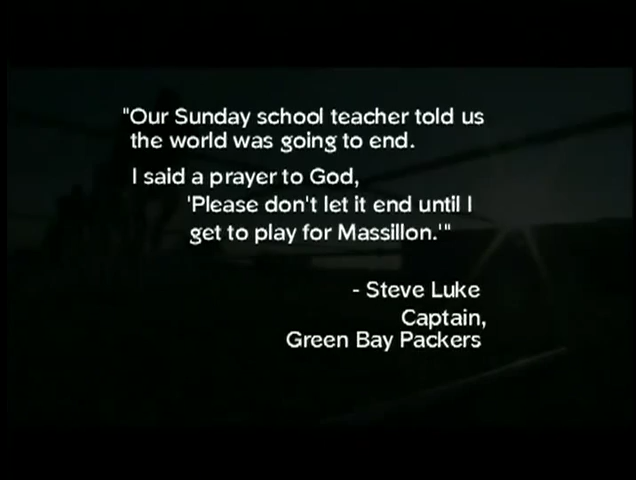 "Our Sunday school teacher told us
the world was going to end.
I said a prayer to God,
'Please don't let it end until I
get to play for Massillon.'"
- Steve Luke
Captain,
Green Bay Packers